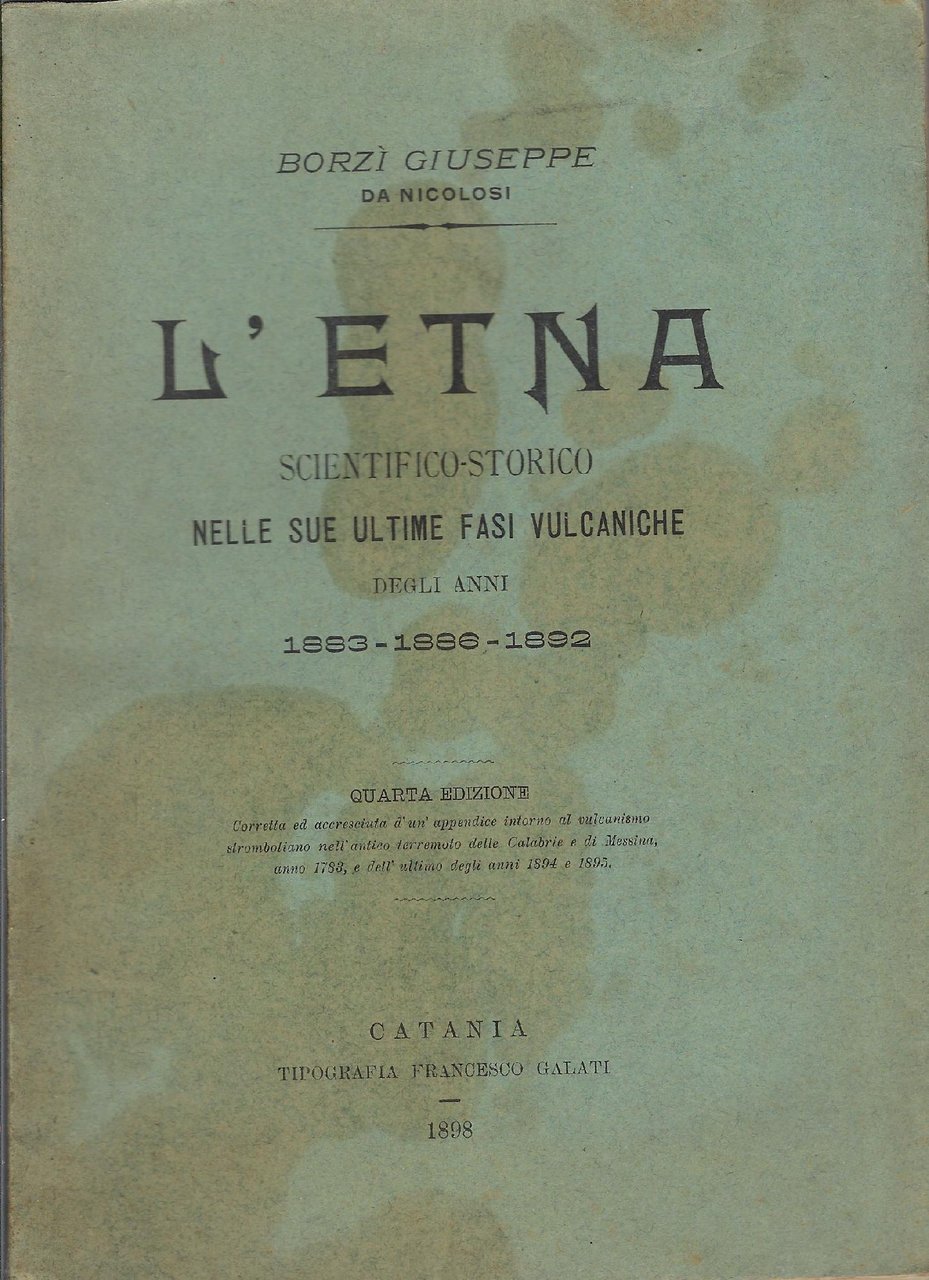 BORZÌ GIUSEPPE
DA NICOLOSI
L'ETNA
SCIENTIFICO-STORICO
NELLE SUE ULTIME FASI VULCANICHE
DEGLI ANNI
1883-1886-1892
QUARTA EDIZIONE
Corretta ed accresciuta d'un' appendice intorno al vulcanismo
stromboliano nell'antico terremoto delle Calabrie e di Messina,
anno 1783, e dell' ultimo degli anni 1894 e 1895.
CATANIA
TIPOGRAFIA FRANCESCO GALATI
1898